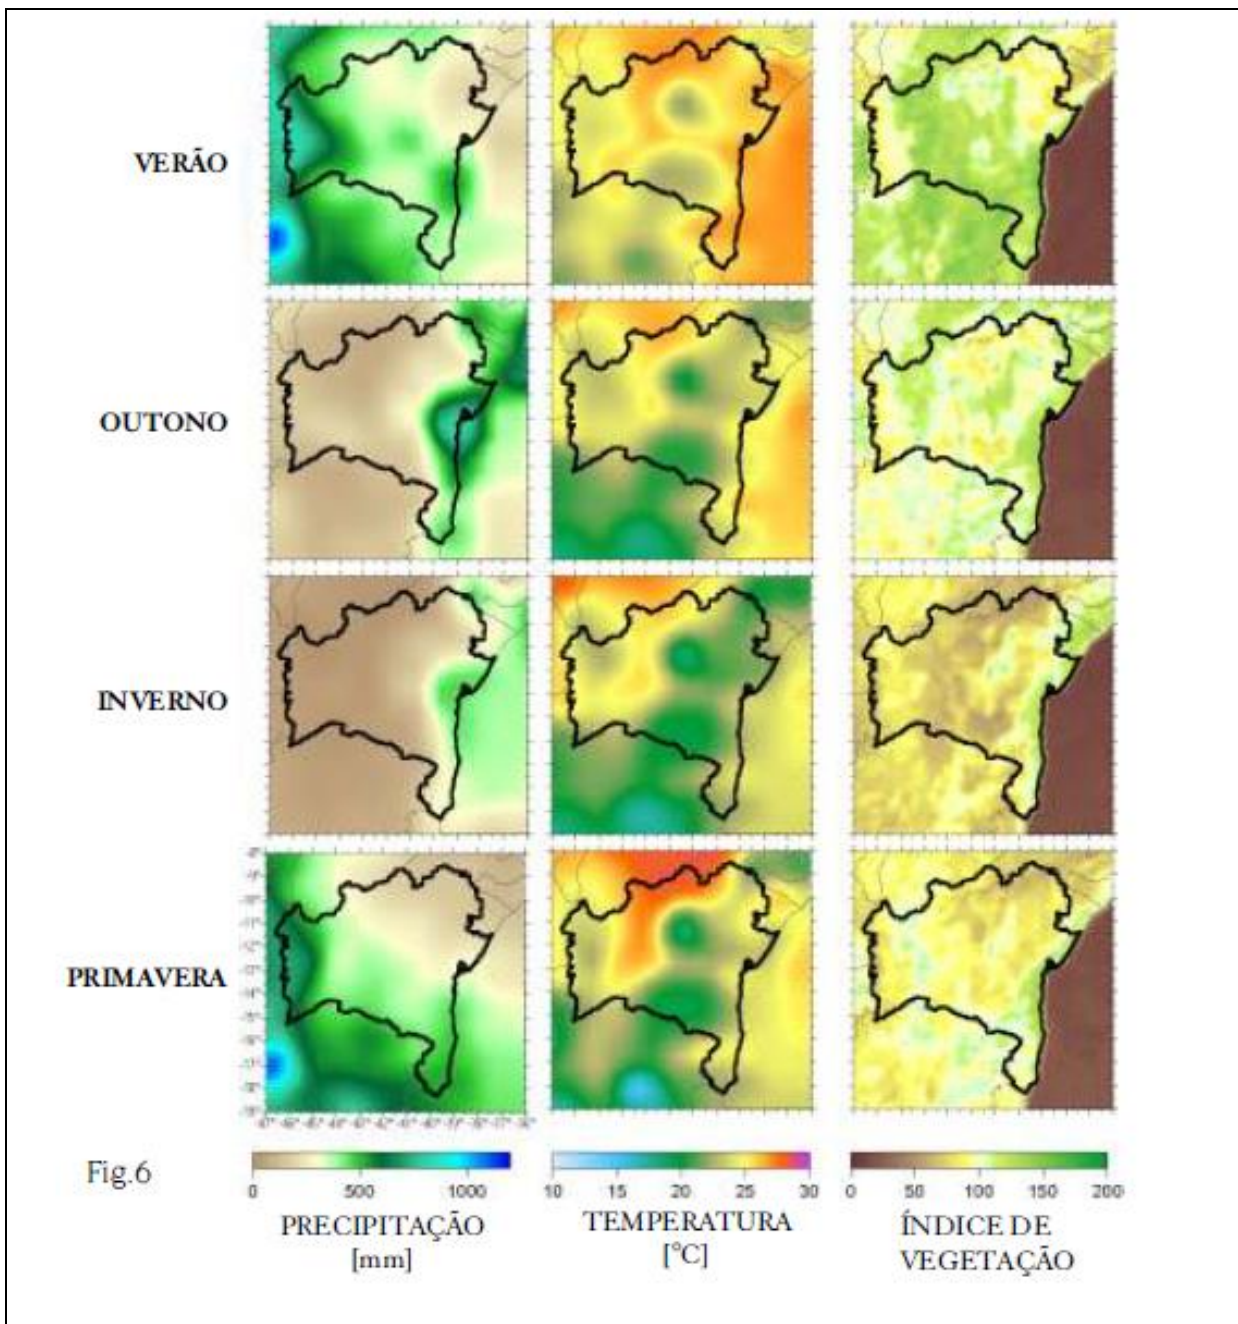 VERÃO
OUTONO
INVERNO
PRIMAVERA
Fig.6
0 500 1000
PRECIPITAÇÃO
[mm]
10 15 20 25 30
TEMPERATURA
[°C]
0 50 100 150 200
ÍNDICE DE
VEGETAÇÃO